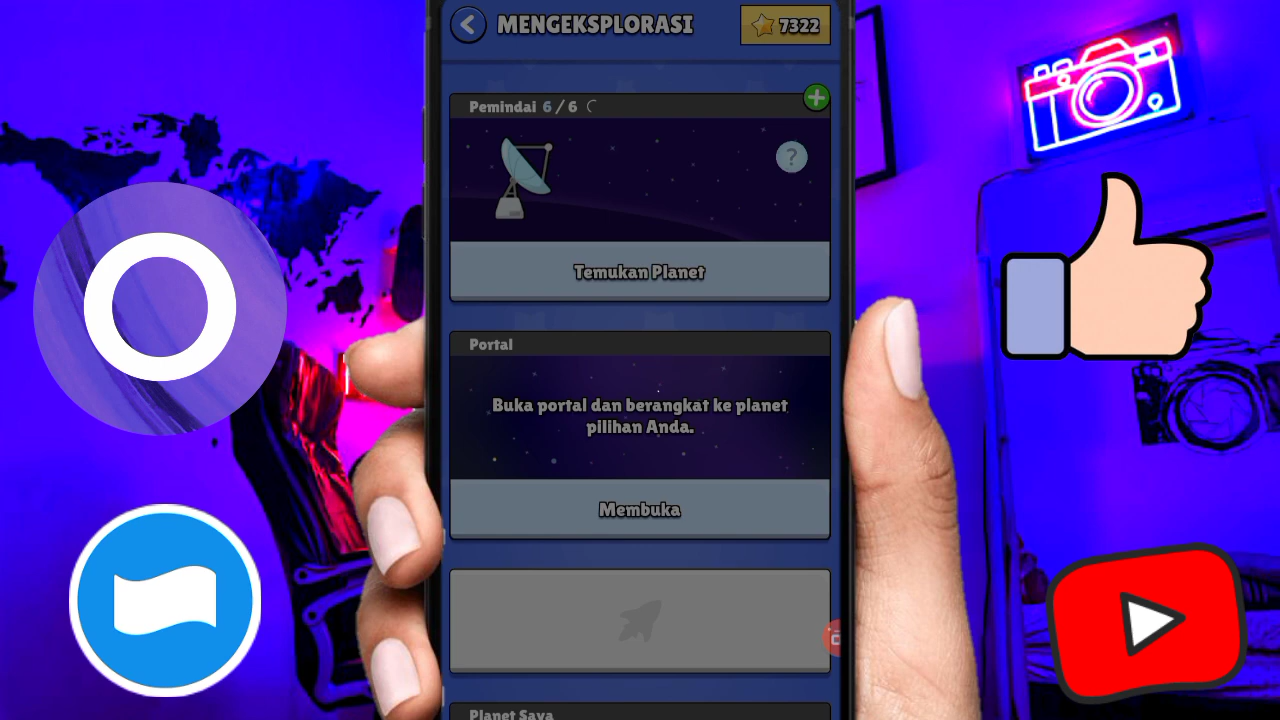 MENGEKSPLORASI
7322
Pemindai 6 / 6
?
Temukan Planet
Portal
Buka portal dan berangkat ke planet
pilihan Anda.
Membuka
Planet Saya